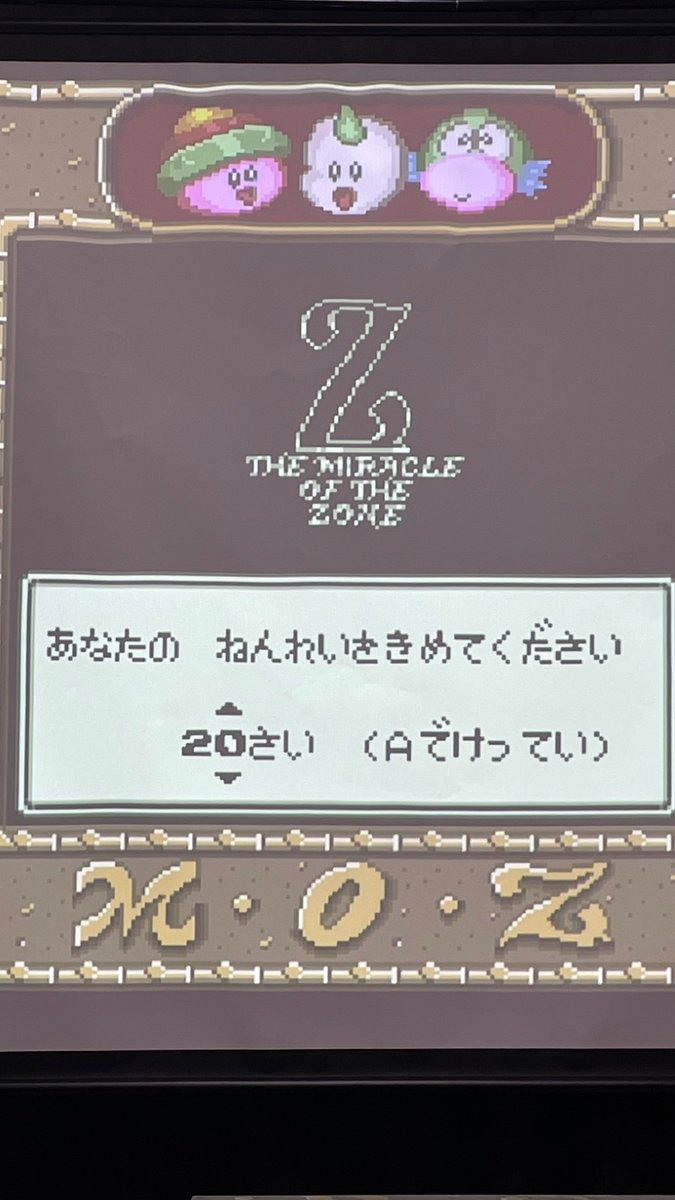 Z
THE MIRACLE
OF THE
ZONE
あなたの ねんれいをきめてください
20さい (Aでけってい)
M・O・Z